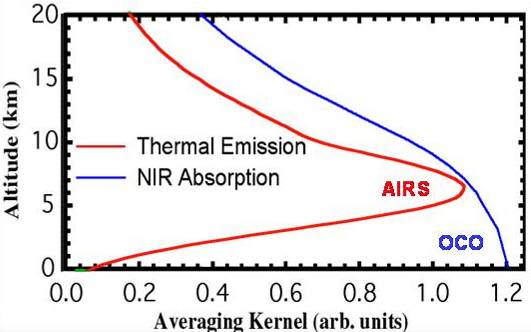 20
15
10
5
0
Altitude (km)
Thermal Emission
NIR Absorption
AIRS
OCO
0.0 0.2 0.4 0.6 0.8 1.0 1.2
Averaging Kernel (arb. units)